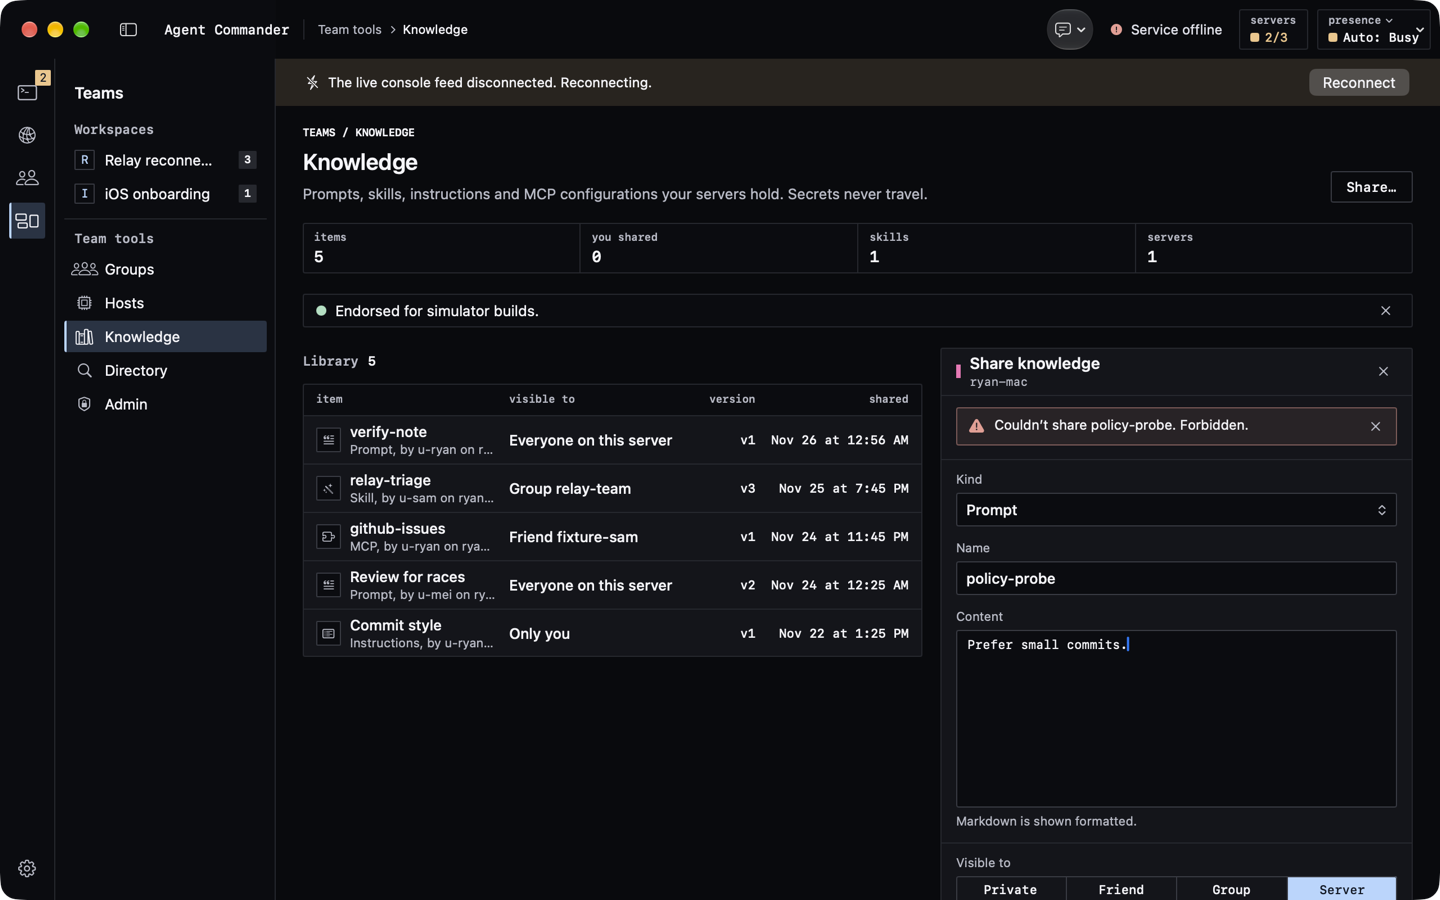 Agent Commander
Team tools › Knowledge
Service offline
servers
2/3
presence
Auto: Busy
2
Teams
Workspaces
R Relay reconne... 3
I iOS onboarding 1
Team tools
Groups
Hosts
Knowledge
Directory
Admin
The live console feed disconnected. Reconnecting.
Reconnect
TEAMS / KNOWLEDGE
Knowledge
Prompts, skills, instructions and MCP configurations your servers hold. Secrets never travel.
Share…
items
5
you shared
0
skills
1
servers
1
Endorsed for simulator builds.
Library 5
item visible to version shared
verify-note
Prompt, by u-ryan on r...
Everyone on this server v1 Nov 26 at 12:56 AM
relay-triage
Skill, by u-sam on ryan...
Group relay-team v3 Nov 25 at 7:45 PM
github-issues
MCP, by u-ryan on rya...
Friend fixture-sam v1 Nov 24 at 11:45 PM
Review for races
Prompt, by u-mei on ry...
Everyone on this server v2 Nov 24 at 12:25 AM
Commit style
Instructions, by u-ryan...
Only you v1 Nov 22 at 1:25 PM
Share knowledge
ryan-mac
Couldn't share policy-probe. Forbidden.
Kind
Prompt
Name
policy-probe
Content
Prefer small commits.
Markdown is shown formatted.
Visible to
Private Friend Group Server